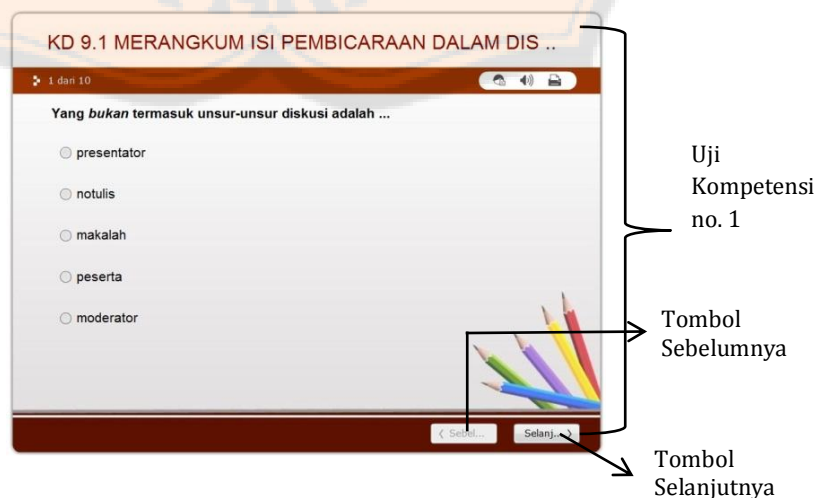 KD 9.1 MERANGKUM ISI PEMBICARAAN DALAM DIS ..
1 dari 10
Yang bukan termasuk unsur-unsur diskusi adalah ...
presentator
notulis
makalah
peserta
moderator
Sebel...
Selanj...
Uji
Kompetensi
no. 1
Tombol
Sebelumnya
Tombol
Selanjutnya